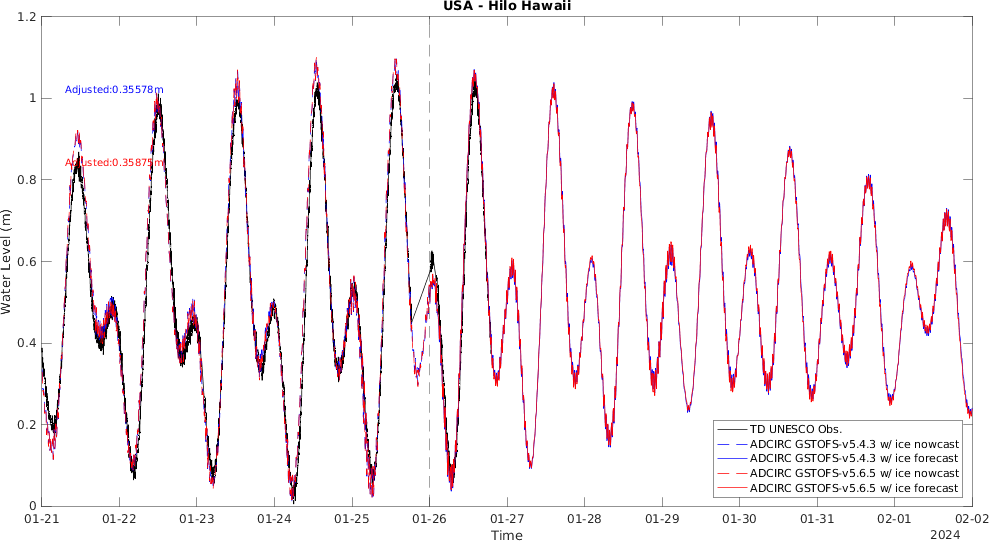 USA - Hilo Hawaii
1.2
1
0.8
0.6
0.4
0.2
0
Water Level (m)
Adjusted:0.35578m
Adjusted:0.35875m
TD UNESCO Obs.
ADCIRC GSTOFS-v5.4.3 w/ ice nowcast
ADCIRC GSTOFS-v5.4.3 w/ ice forecast
ADCIRC GSTOFS-v5.6.5 w/ ice nowcast
ADCIRC GSTOFS-v5.6.5 w/ ice forecast
01-21 01-22 01-23 01-24 01-25 01-26 01-27 01-28 01-29 01-30 01-31 02-01 02-02
Time
2024